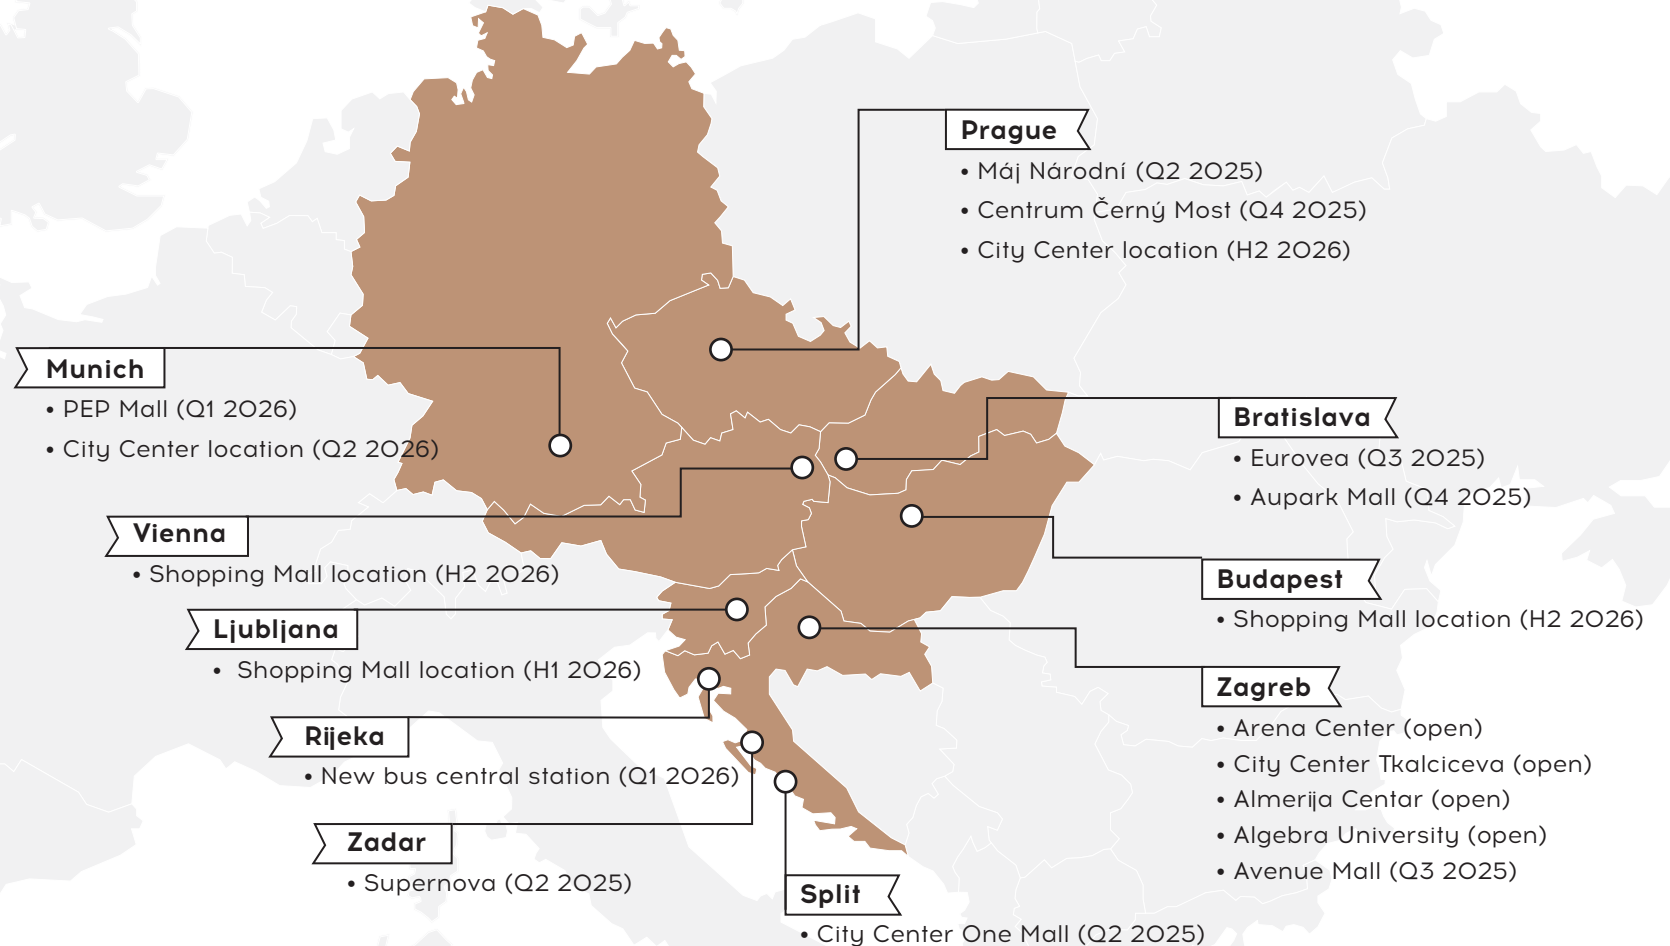 Prague
• Máj Národní (Q2 2025)
• Centrum Černý Most (Q4 2025)
• City Center location (H2 2026)
Munich
• PEP Mall (Q1 2026)
• City Center location (Q2 2026)
Bratislava
• Eurovea (Q3 2025)
• Aupark Mall (Q4 2025)
Vienna
• Shopping Mall location (H2 2026)
Budapest
• Shopping Mall location (H2 2026)
Ljubljana
• Shopping Mall location (H1 2026)
Zagreb
• Arena Center (open)
• City Center Tkalciceva (open)
• Almerija Centar (open)
• Algebra University (open)
• Avenue Mall (Q3 2025)
Rijeka
• New bus central station (Q1 2026)
Zadar
• Supernova (Q2 2025)
Split
• City Center One Mall (Q2 2025)